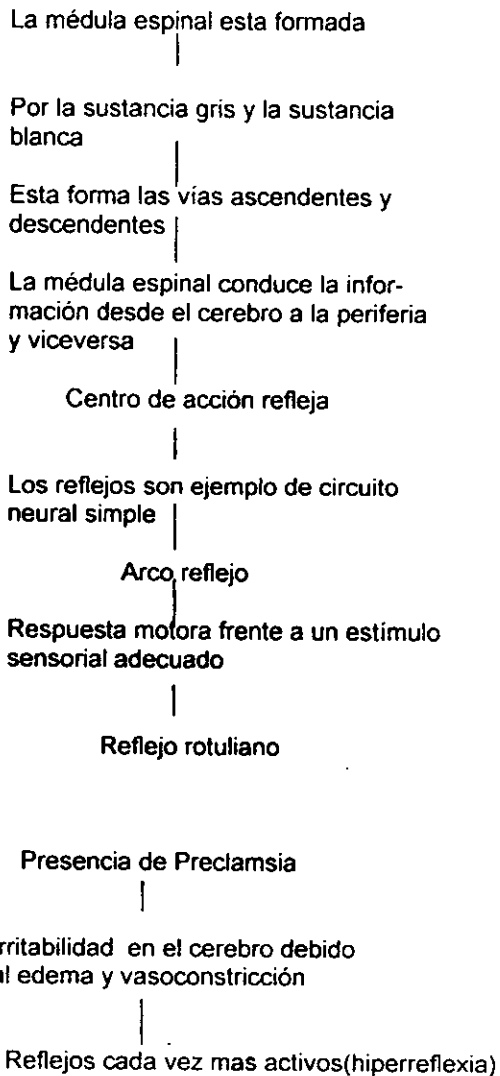 La médula espinal esta formada
Por la sustancia gris y la sustancia
blanca
Esta forma las vías ascendentes y
descendentes
La médula espinal conduce la infor-
mación desde el cerebro a la periferia
y viceversa
Centro de acción refleja
Los reflejos son ejemplo de circuito
neural simple
Arco reflejo
Respuesta motora frente a un estímulo
sensorial adecuado
Reflejo rotuliano
Presencia de Preclamsia
rritabilidad en el cerebro debido
al edema y vasoconstricción
Reflejos cada vez mas activos(hiperreflexia)